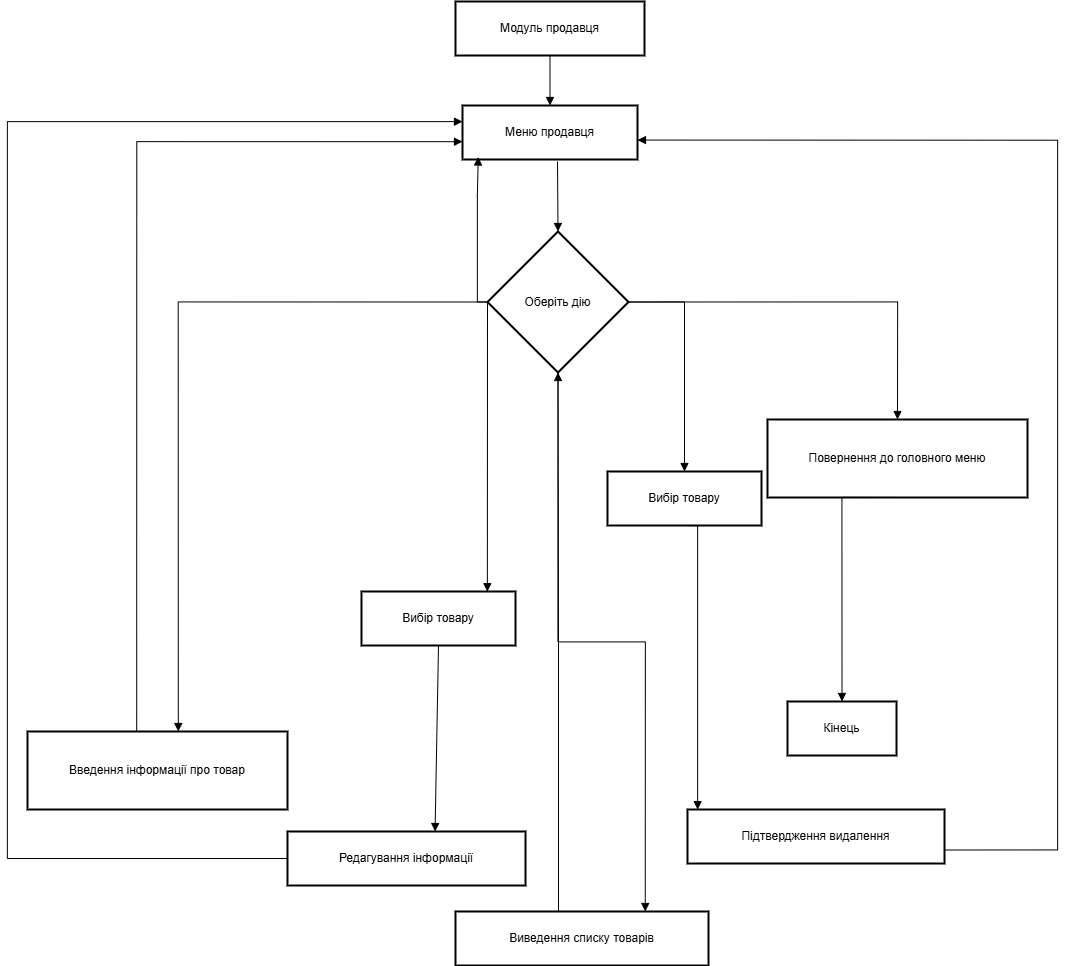 Модуль продавця
Меню продавця
Оберіть дію
Повернення до головного меню
Вибір товару
Вибір товару
Кінець
Введення інформації про товар
Підтвердження видалення
Редагування інформації
Виведення списку товарів